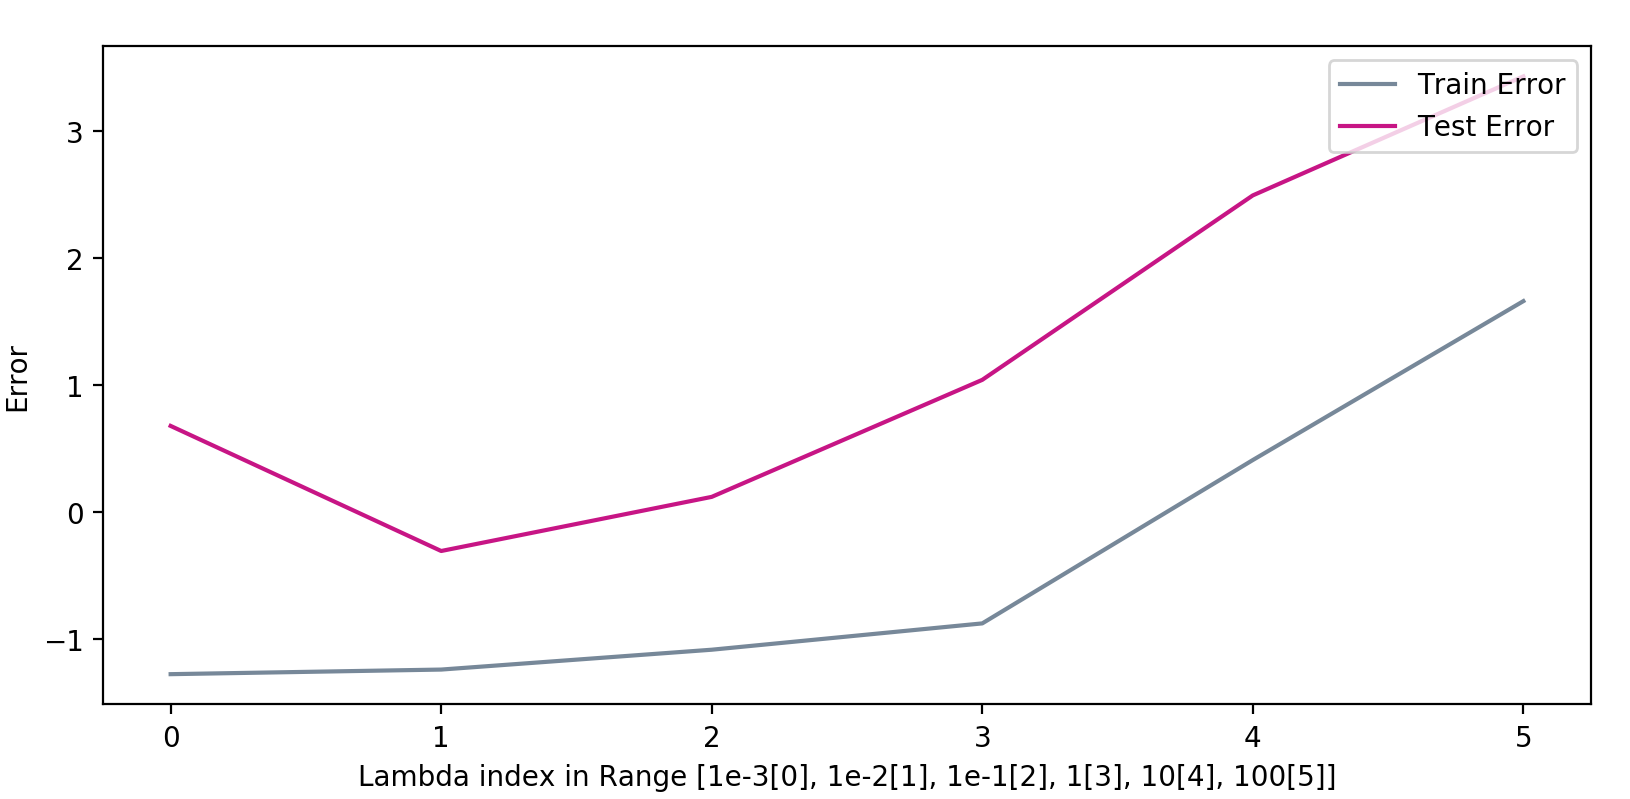 Train Error
Test Error
3
2
1
0
−1
Error
0 1 2 3 4 5
Lambda index in Range [1e-3[0], 1e-2[1], 1e-1[2], 1[3], 10[4], 100[5]]